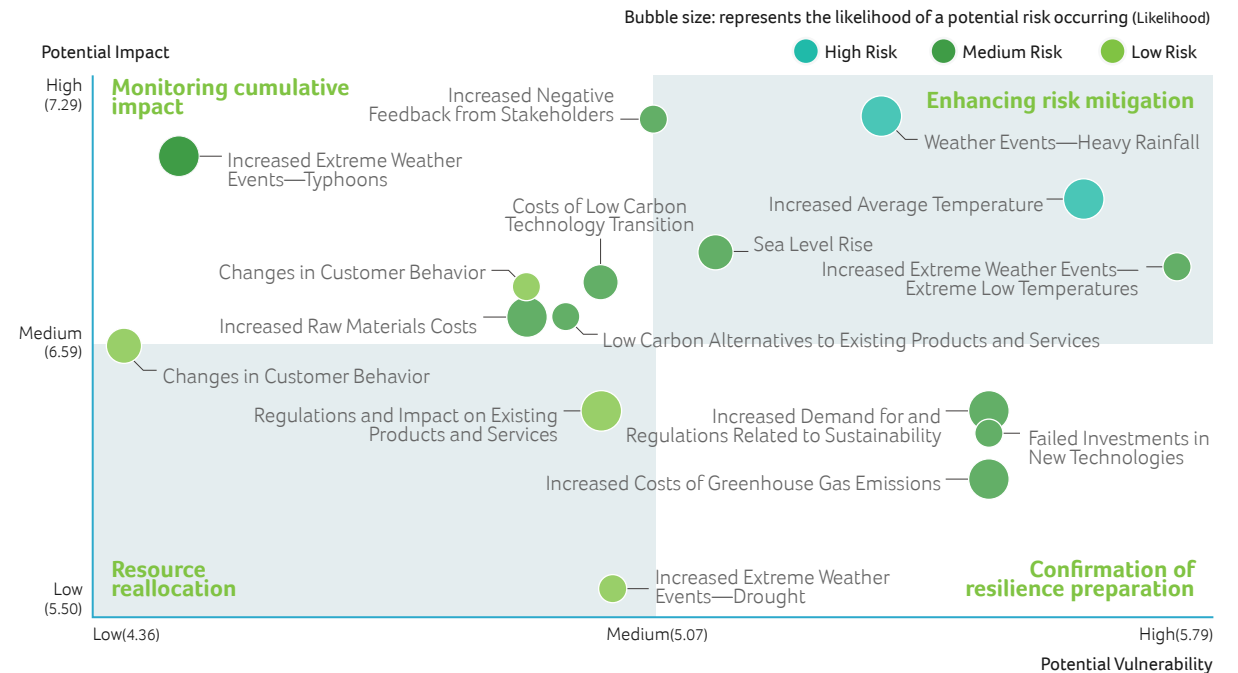 Bubble size: represents the likelihood of a potential risk occurring (Likelihood)
Potential Impact
High Risk
Medium Risk
Low Risk
High
(7.29)
Monitoring cumulative
impact
Increased Negative
Feedback from Stakeholders
Enhancing risk mitigation
Weather Events—Heavy Rainfall
Increased Extreme Weather
Events—Typhoons
Costs of Low Carbon
Technology Transition
Increased Average Temperature
Sea Level Rise
Changes in Customer Behavior
Increased Extreme Weather Events—
Extreme Low Temperatures
Increased Raw Materials Costs
Low Carbon Alternatives to Existing Products and Services
Medium
(6.59)
Changes in Customer Behavior
Regulations and Impact on Existing
Products and Services
Increased Demand for and
Regulations Related to Sustainability
Failed Investments in
New Technologies
Increased Costs of Greenhouse Gas Emissions
Resource
reallocation
Increased Extreme Weather
Events—Drought
Confirmation of
resilience preparation
Low
(5.50)
Low(4.36)
Medium(5.07)
High(5.79)
Potential Vulnerability